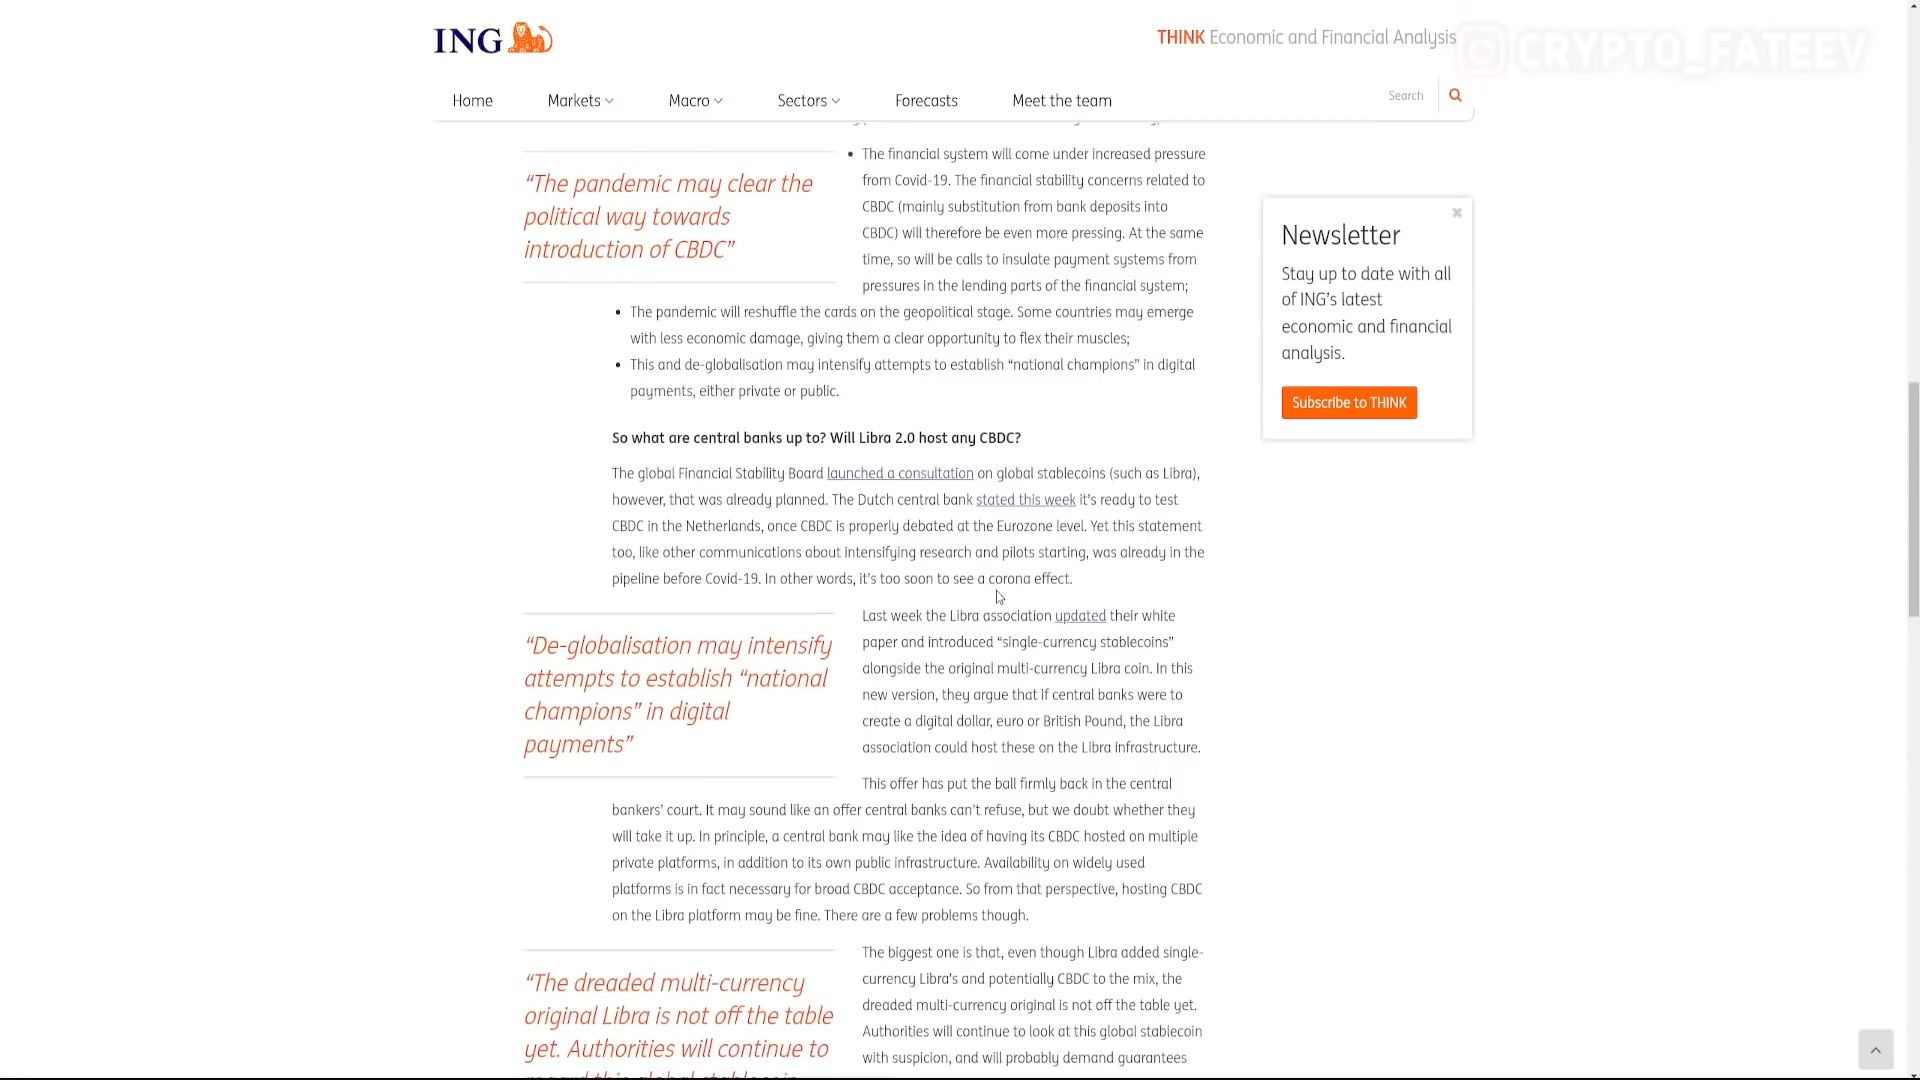 ING
THINK Economic and Financial Analysis
CRYPTO_FATEEV
Home
Markets
Macro
Sectors
Forecasts
Meet the team
Search
“The pandemic may clear the
political way towards
introduction of CBDC”
• The financial system will come under increased pressure
from Covid-19. The financial stability concerns related to
CBDC (mainly substitution from bank deposits into
CBDC) will therefore be even more pressing. At the same
time, so will be calls to insulate payment systems from
pressures in the lending parts of the financial system;
• The pandemic will reshuffle the cards on the geopolitical stage. Some countries may emerge
with less economic damage, giving them a clear opportunity to flex their muscles;
• This and de-globalisation may intensify attempts to establish “national champions” in digital
payments, either private or public.
So what are central banks up to? Will Libra 2.0 host any CBDC?
The global Financial Stability Board launched a consultation on global stablecoins (such as Libra),
however, that was already planned. The Dutch central bank stated this week it's ready to test
CBDC in the Netherlands, once CBDC is properly debated at the Eurozone level. Yet this statement
too, like other communications about intensifying research and pilots starting, was already in the
pipeline before Covid-19. In other words, it's too soon to see a corona effect.
“De-globalisation may intensify
attempts to establish “national
champions” in digital
payments”
Last week the Libra association updated their white
paper and introduced “single-currency stablecoins”
alongside the original multi-currency Libra coin. In this
new version, they argue that if central banks were to
create a digital dollar, euro or British Pound, the Libra
association could host these on the Libra infrastructure.
This offer has put the ball firmly back in the central
bankers' court. It may sound like an offer central banks can't refuse, but we doubt whether they
will take it up. In principle, a central bank may like the idea of having its CBDC hosted on multiple
private platforms, in addition to its own public infrastructure. Availability on widely used
platforms is in fact necessary for broad CBDC acceptance. So from that perspective, hosting CBDC
on the Libra platform may be fine. There are a few problems though.
“The dreaded multi-currency
original Libra is not off the table
yet. Authorities will continue to
The biggest one is that, even though Libra added single-
currency Libra's and potentially CBDC to the mix, the
dreaded multi-currency original is not off the table yet.
Authorities will continue to look at this global stablecoin
with suspicion, and will probably demand guarantees
Newsletter
Stay up to date with all
of ING's latest
economic and financial
analysis.
Subscribe to THINK